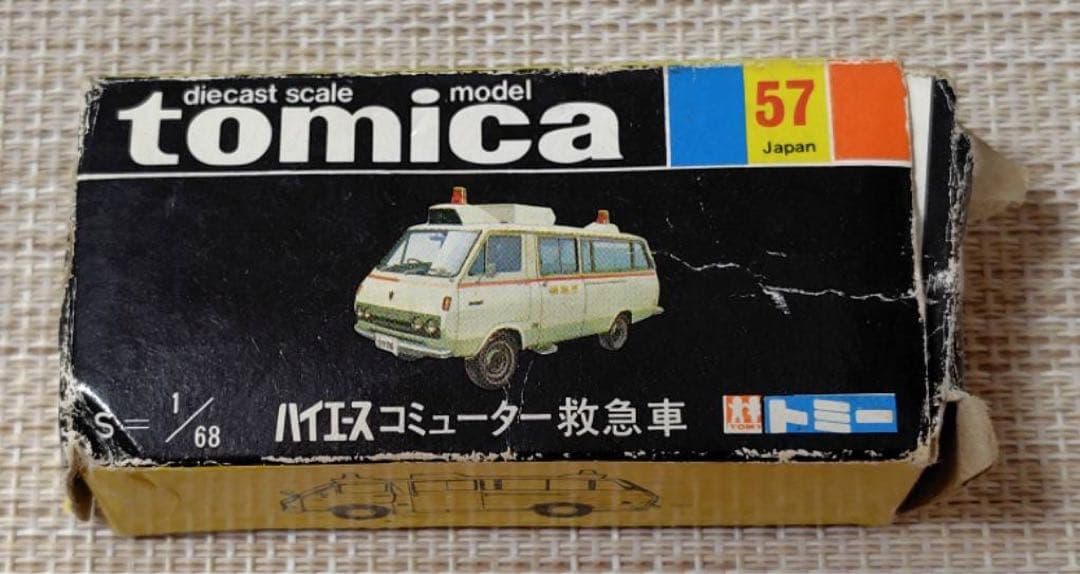 diecast scale model
tomica
57
Japan
S = 1/68
ハイエースコミューター救急車
TOMY
トミー